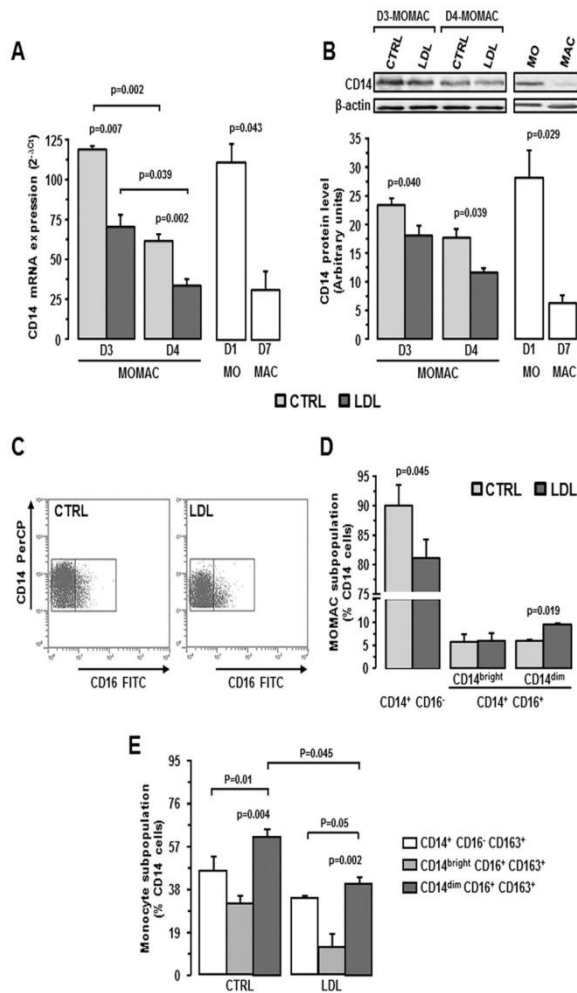 A
p=0.002
p=0.007
p=0.043
p=0.039
p=0.002
CD14 mRNA expression (2^-ΔCt)
150
125
100
75
50
25
0
D3
D4
D1
D7
MOMAC
MO
MAC
B
D3-MOMAC
D4-MOMAC
CTRL
LDL
CTRL
LDL
MO
MAC
CD14
β-actin
p=0.029
p=0.040
p=0.039
CD14 protein level
(Arbitrary units)
35
30
25
20
15
10
5
0
D3
D4
D1
D7
MOMAC
MO
MAC
CTRL
LDL
C
CTRL
LDL
CD14 PerCP
CD16 FITC
CD16 FITC
D
p=0.045
CTRL
LDL
p=0.019
MOMAC subpopulation
(% CD14 cells)
95
90
85
80
75
10
5
0
CD14bright
CD14dim
CD14+ CD16-
CD14+ CD16+
E
P=0.045
P=0.01
p=0.004
P=0.05
p=0.002
Monocyte subpopulation
(% CD14 cells)
95
76
57
38
19
0
CTRL
LDL
CD14+ CD16- CD163+
CD14bright CD16+ CD163+
CD14dim CD16+ CD163+